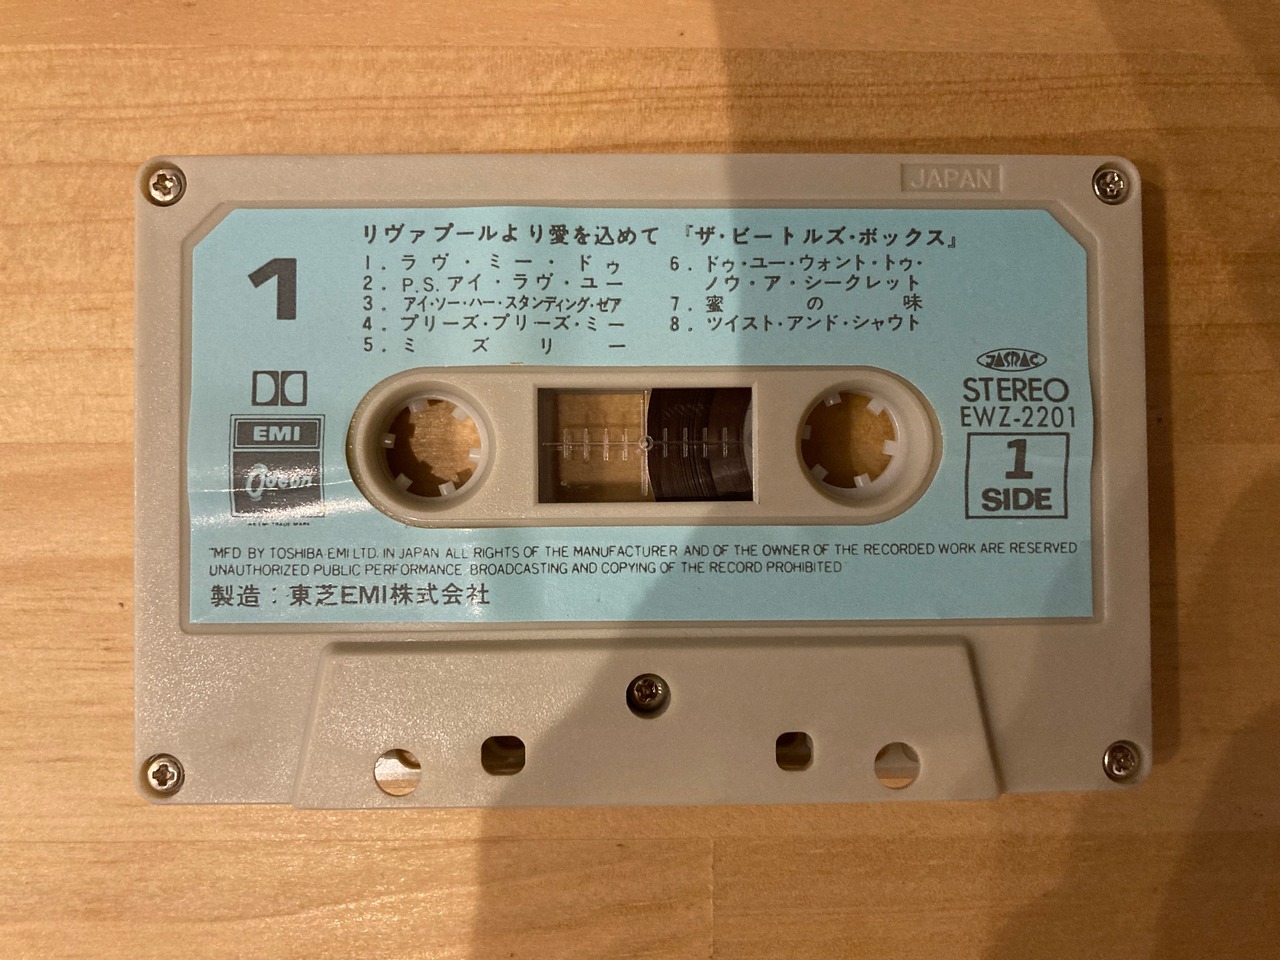 JAPAN
リヴァプールより愛を込めて 『ザ・ビートルズ・ボックス』
1
1. ラヴ・ミー・ドゥ
2. P.S.アイ・ラヴ・ユー
3. アイ・ソー・ハー・スタンディング・ゼア
4. プリーズ・プリーズ・ミー
5. ミズリー
6. ドゥ・ユー・ウォント・トゥ・
ノウ・ア・シークレット
7. 蜜の味
8. ツイスト・アンド・シャウト
EMI
Odeon
JASRAC
STEREO
EWZ-2201
1
SIDE
"MFD BY TOSHIBA EMI LTD. IN JAPAN ALL RIGHTS OF THE MANUFACTURER AND OF THE OWNER OF THE RECORDED WORK ARE RESERVED
UNAUTHORIZED PUBLIC PERFORMANCE BROADCASTING AND COPYING OF THE RECORD PROHIBITED"
製造：東芝EMI株式会社